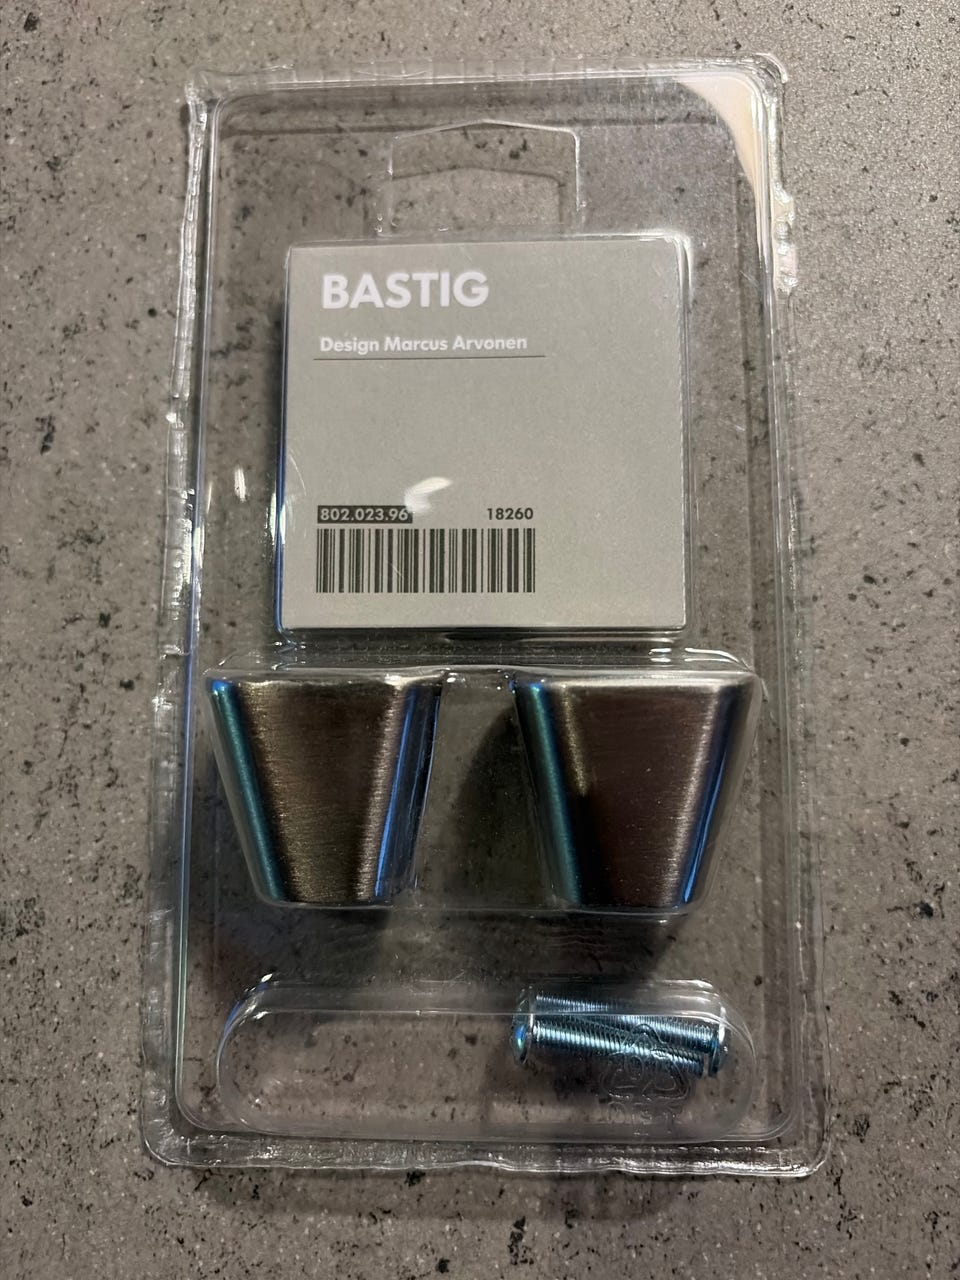 BASTIG
Design Marcus Arvonen
802.023.96 18260